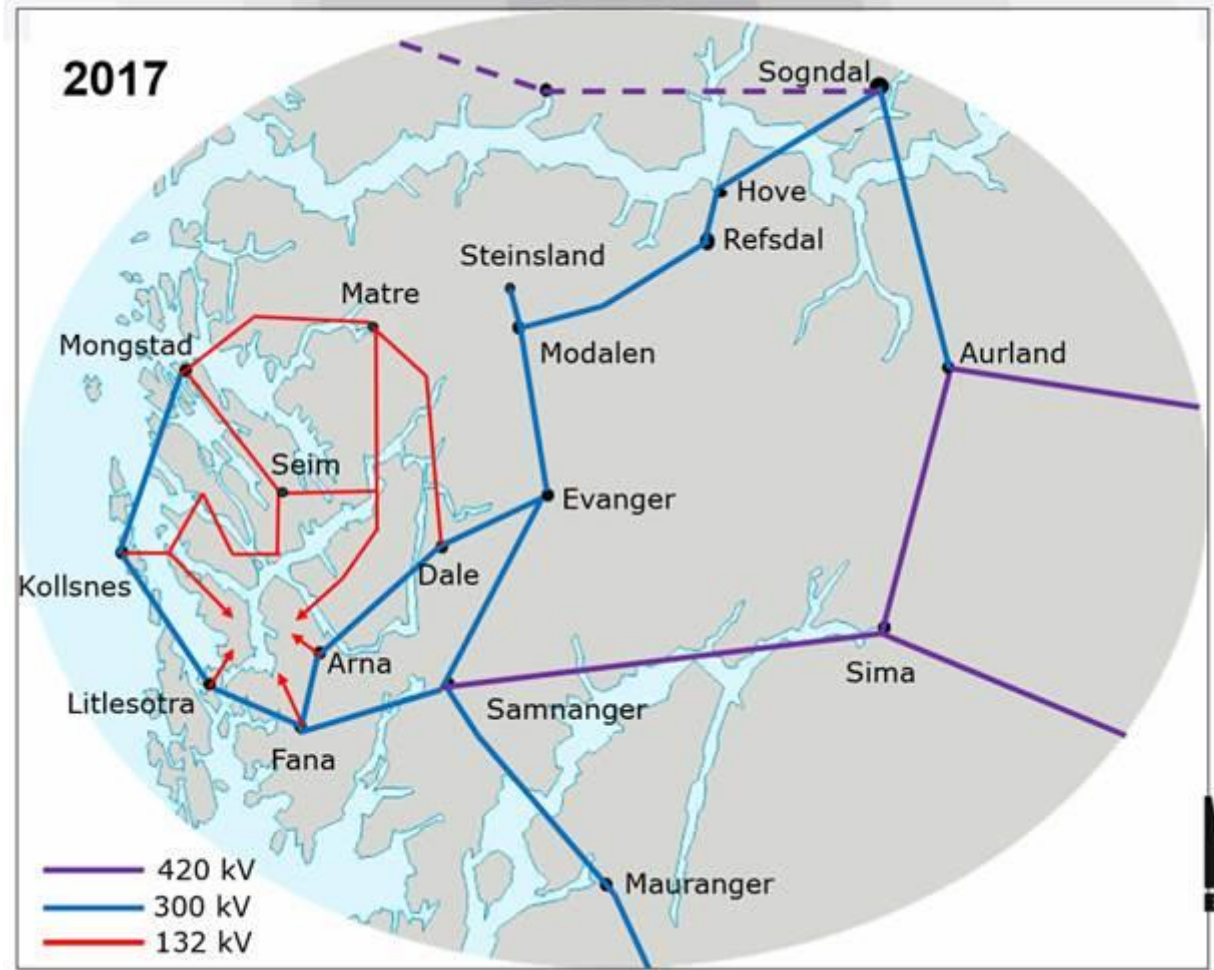 2017
Sogndal
Hove
Refsdal
Steinsland
Matre
Mongstad
Modalen
Aurland
Seim
Evanger
Dale
Kollsnes
Arna
Sima
Litlesotra
Samnanger
Fana
420 kV
Mauranger
300 kV
132 kV